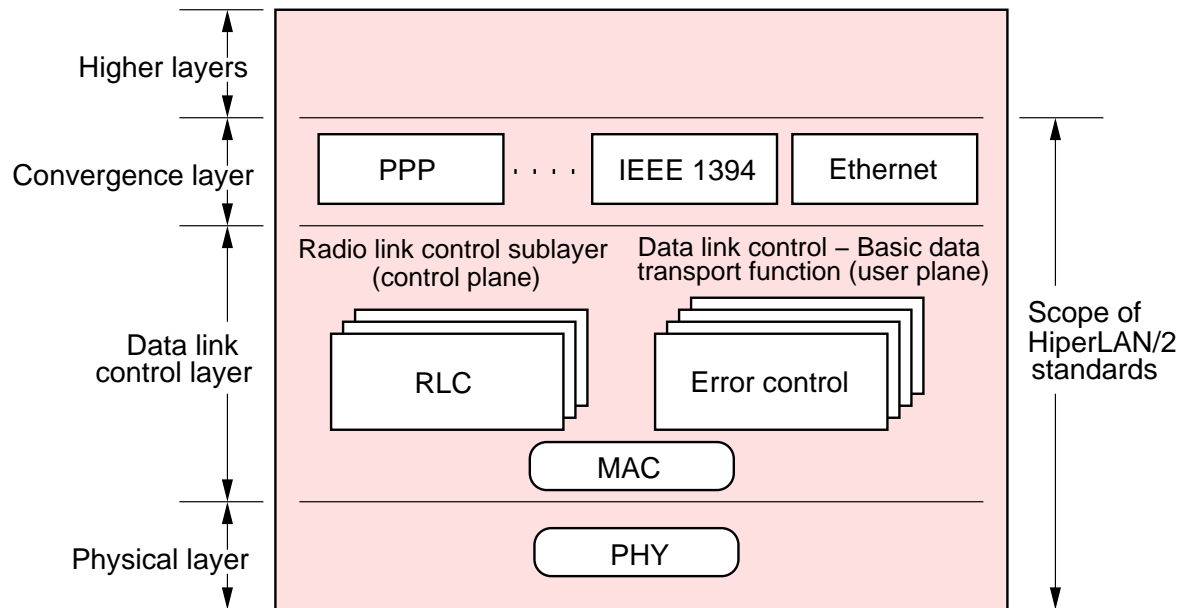 Higher layers
Convergence layer
PPP
. . . .
IEEE 1394
Ethernet
Radio link control sublayer
(control plane)
Data link control – Basic data
transport function (user plane)
Data link
control layer
RLC
Error control
MAC
Scope of
HiperLAN/2
standards
Physical layer
PHY